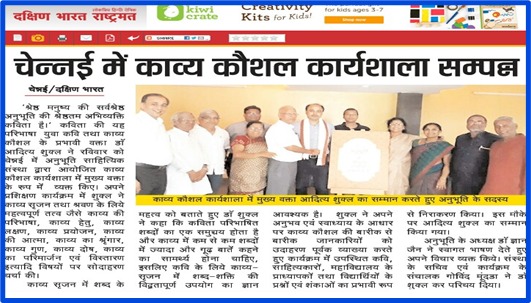 दक्षिण भारत राष्ट्रमत
kiwi
crate
Creativity
Kits for Kids!
for kids ages 3-7
चेन्नई में काव्य कौशल कार्यशाला सम्पन्न
चेन्नई/दक्षिण भारत
'श्रेष्ठ मनुष्य की सर्वश्रेष्ठ
अनुभूति की श्रेष्ठतम अभिव्यक्ति
कविता है।' कविता की यह
परिभाषा युवा कवि तथा काव्य
कौशल के प्रभावी वक्ता डॉ
आदित्य शुक्ल ने रविवार को
चेन्नई में अनुभूति साहित्यिक
संस्था द्वारा आयोजित काव्य
कौशल कार्यशाला में मुख्य वक्ता
के रूप में व्यक्त किए। अपने
प्रशिक्षण कार्यक्रम में शुक्ल ने
काव्य सृजन तथा श्रवण के लिये
महत्वपूर्ण तत्व जैसे काव्य की
परिभाषा, काव्य हेतु, काव्य
लक्षण, काव्य प्रयोजन, काव्य
की आत्मा, काव्य का श्रृंगार,
काव्य गुण, काव्य दोष, काव्य
का परिमार्जन एवं विस्तार
इत्यादि विषयों पर सोदाहरण
चर्चा की।
काव्य सृजन में शब्द के
काव्य कौशल कार्यशाला में मुख्य वक्ता आदित्य शुक्ल का सम्मान करते हुए अनुभूति के सदस्य
महत्व को बताते हुए डॉ शुक्ल
ने कहा कि कविता परिभाषित
शब्दों का एक समुच्चय होता है
और काव्य में कम से कम शब्दों
में ज्यादा और गूढ़ बातें कहने
का सामर्थ्य होना चाहिए,
इसलिए कवि के लिये काव्य-
सृजन में शब्द-शक्ति की
विद्वतापूर्ण उपयोग का ज्ञान
आवश्यक है। शुक्ल ने अपने
अनुभव एवं स्वाध्याय के आधार
पर काव्य कौशल की बारीक से
बारीक जानकारियों को
उदाहरण पूर्वक व्याख्या करते
हुए कार्यक्रम में उपस्थित कवि,
साहित्यकारों, महाविद्यालय के
प्राध्यापकों तथा विद्यार्थियों के
प्रश्नों एवं शंकाओं का प्रभावी रूप
से निराकरण किया। इस मौके
पर आदित्य शुक्ल का सम्मान
किया गया।
अनुभूति के अध्यक्ष डॉ ज्ञान
जैन ने स्वागत भाषण देते हुए
अपने विचार व्यक्त किये। संस्था
के सचिव एवं कार्यक्रम के
संचालक गोविंद मूंदड़ा ने डॉ
शुक्ल का परिचय दिया।